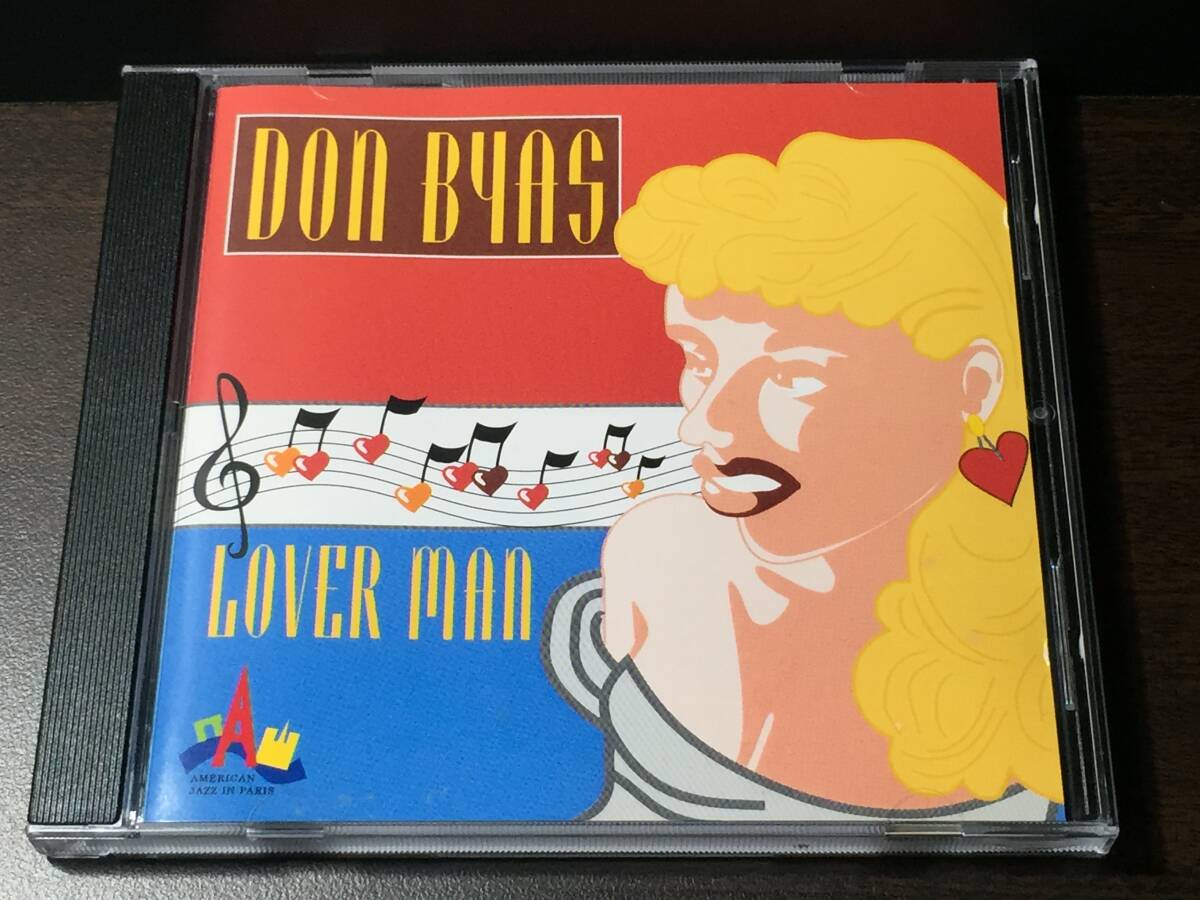 DON BYAS
LOVER MAN
AMERICAN
JAZZ IN PARIS